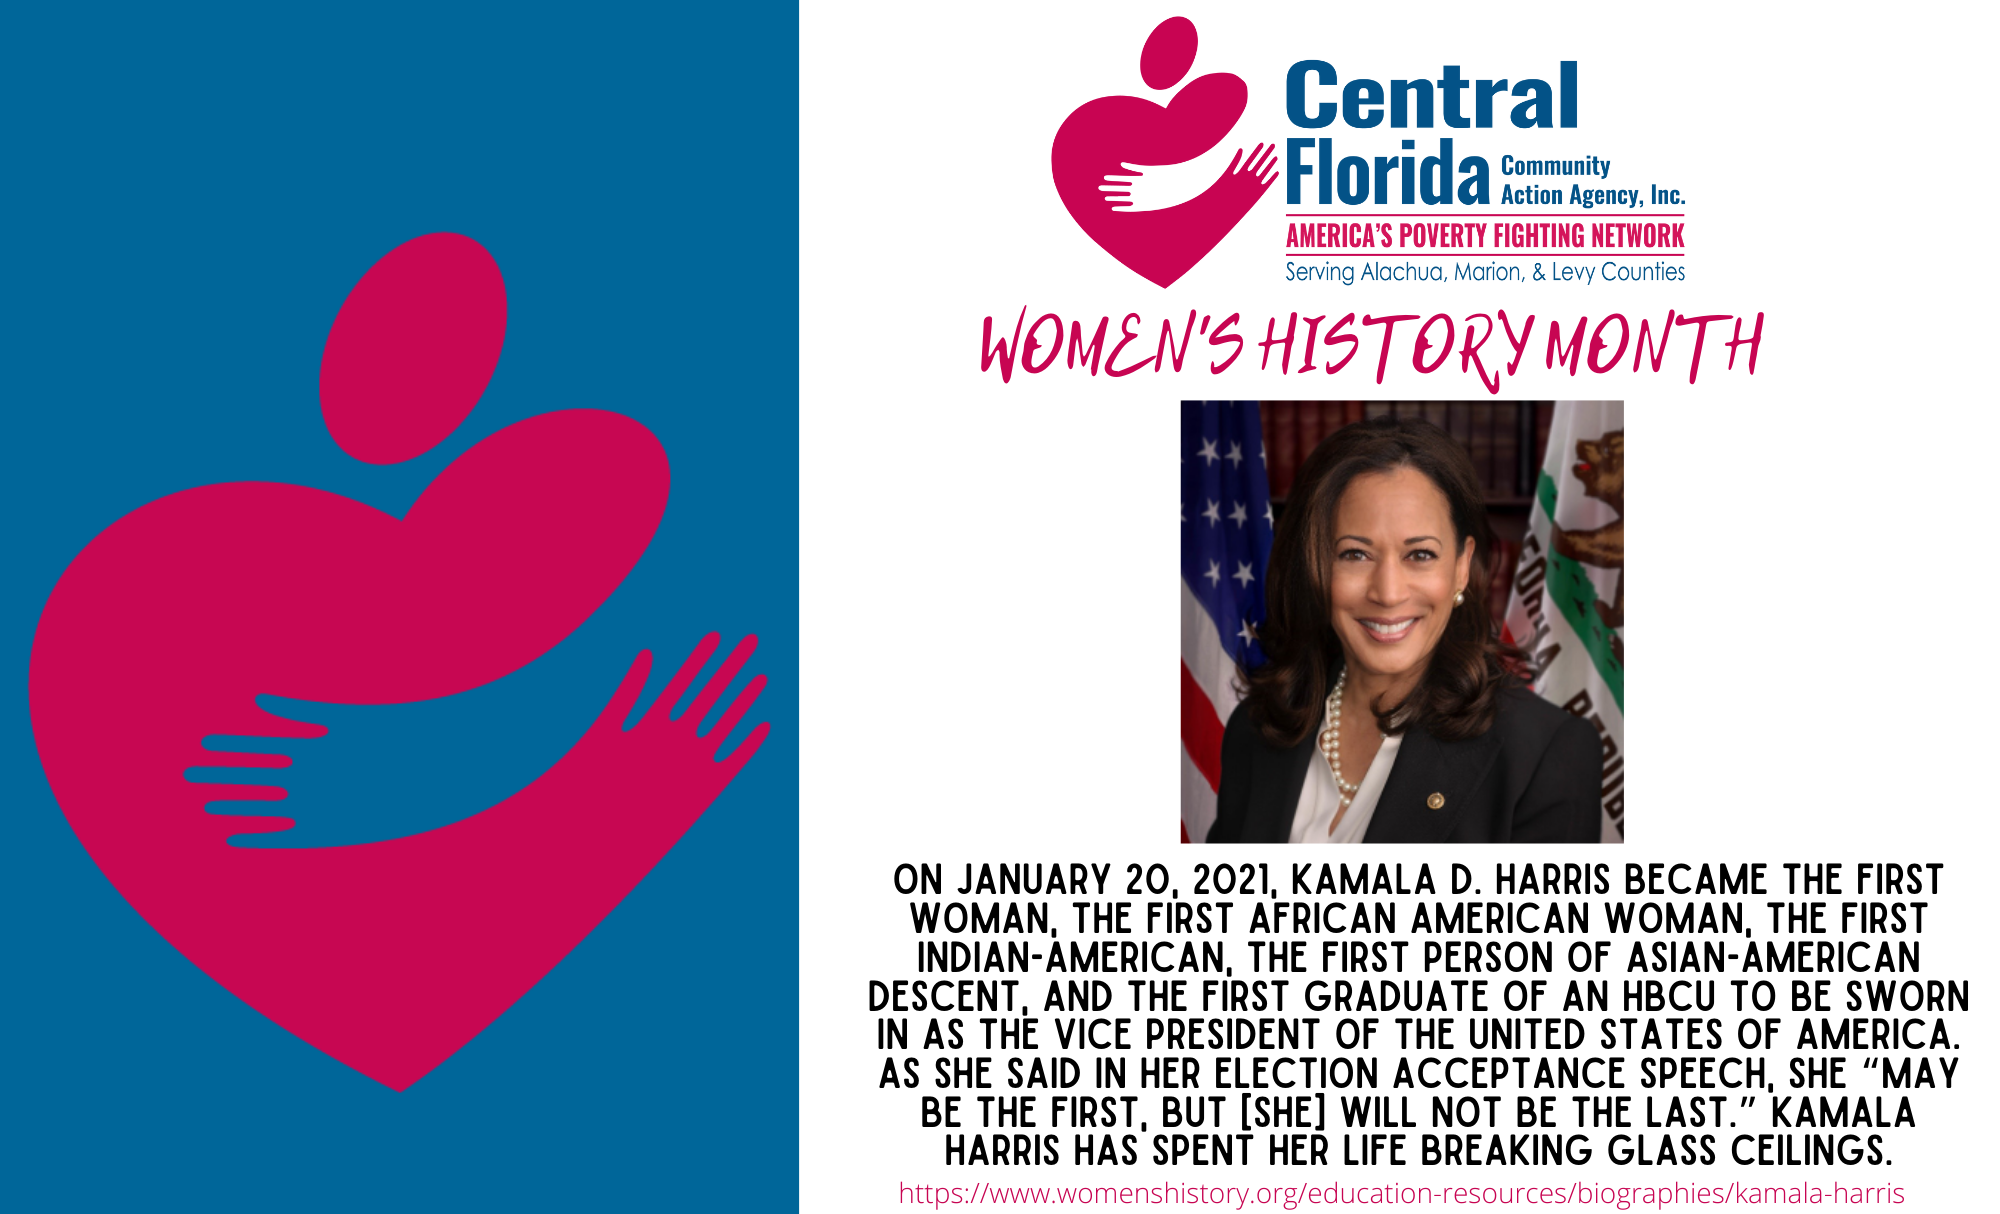 Central
Florida Community
Action Agency, Inc.
AMERICA'S POVERTY FIGHTING NETWORK
Serving Alachua, Marion, & Levy Counties
WOMEN'S HISTORY MONTH
ON JANUARY 20, 2021, KAMALA D. HARRIS BECAME THE FIRST
WOMAN, THE FIRST AFRICAN AMERICAN WOMAN, THE FIRST
INDIAN-AMERICAN, THE FIRST PERSON OF ASIAN-AMERICAN
DESCENT, AND THE FIRST GRADUATE OF AN HBCU TO BE SWORN
IN AS THE VICE PRESIDENT OF THE UNITED STATES OF AMERICA.
AS SHE SAID IN HER ELECTION ACCEPTANCE SPEECH, SHE “MAY
BE THE FIRST, BUT [SHE] WILL NOT BE THE LAST.” KAMALA
HARRIS HAS SPENT HER LIFE BREAKING GLASS CEILINGS.
https://www.womenshistory.org/education-resources/biographies/kamala-harris